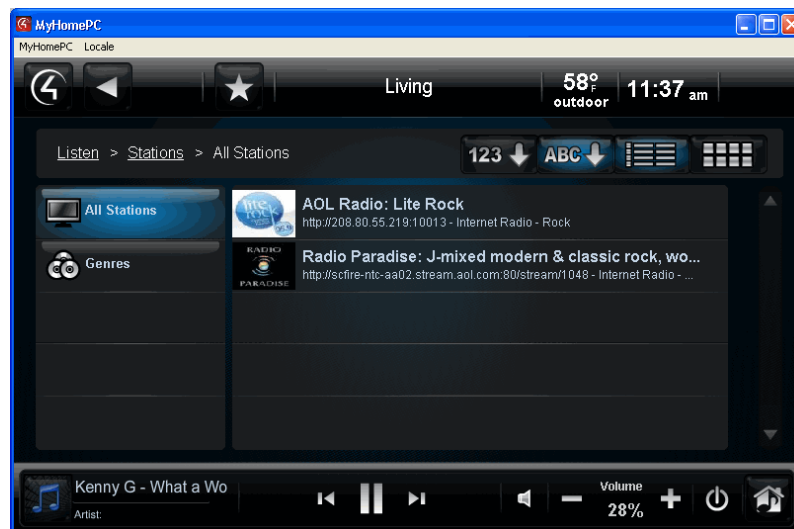 MyHomePC
MyHomePC Locale
Living
58°F
outdoor
11:37 am
Listen > Stations > All Stations
123
ABC
All Stations
Genres
lite rock
AOL Radio: Lite Rock
http://208.80.55.219:10013 - Internet Radio - Rock
RADIO
PARADISE
Radio Paradise: J-mixed modern & classic rock, wo...
http://scfire-ntc-aa02.stream.aol.com:80/stream/1048 - Internet Radio - ...
Kenny G - What a Wo
Artist:
Volume
28%